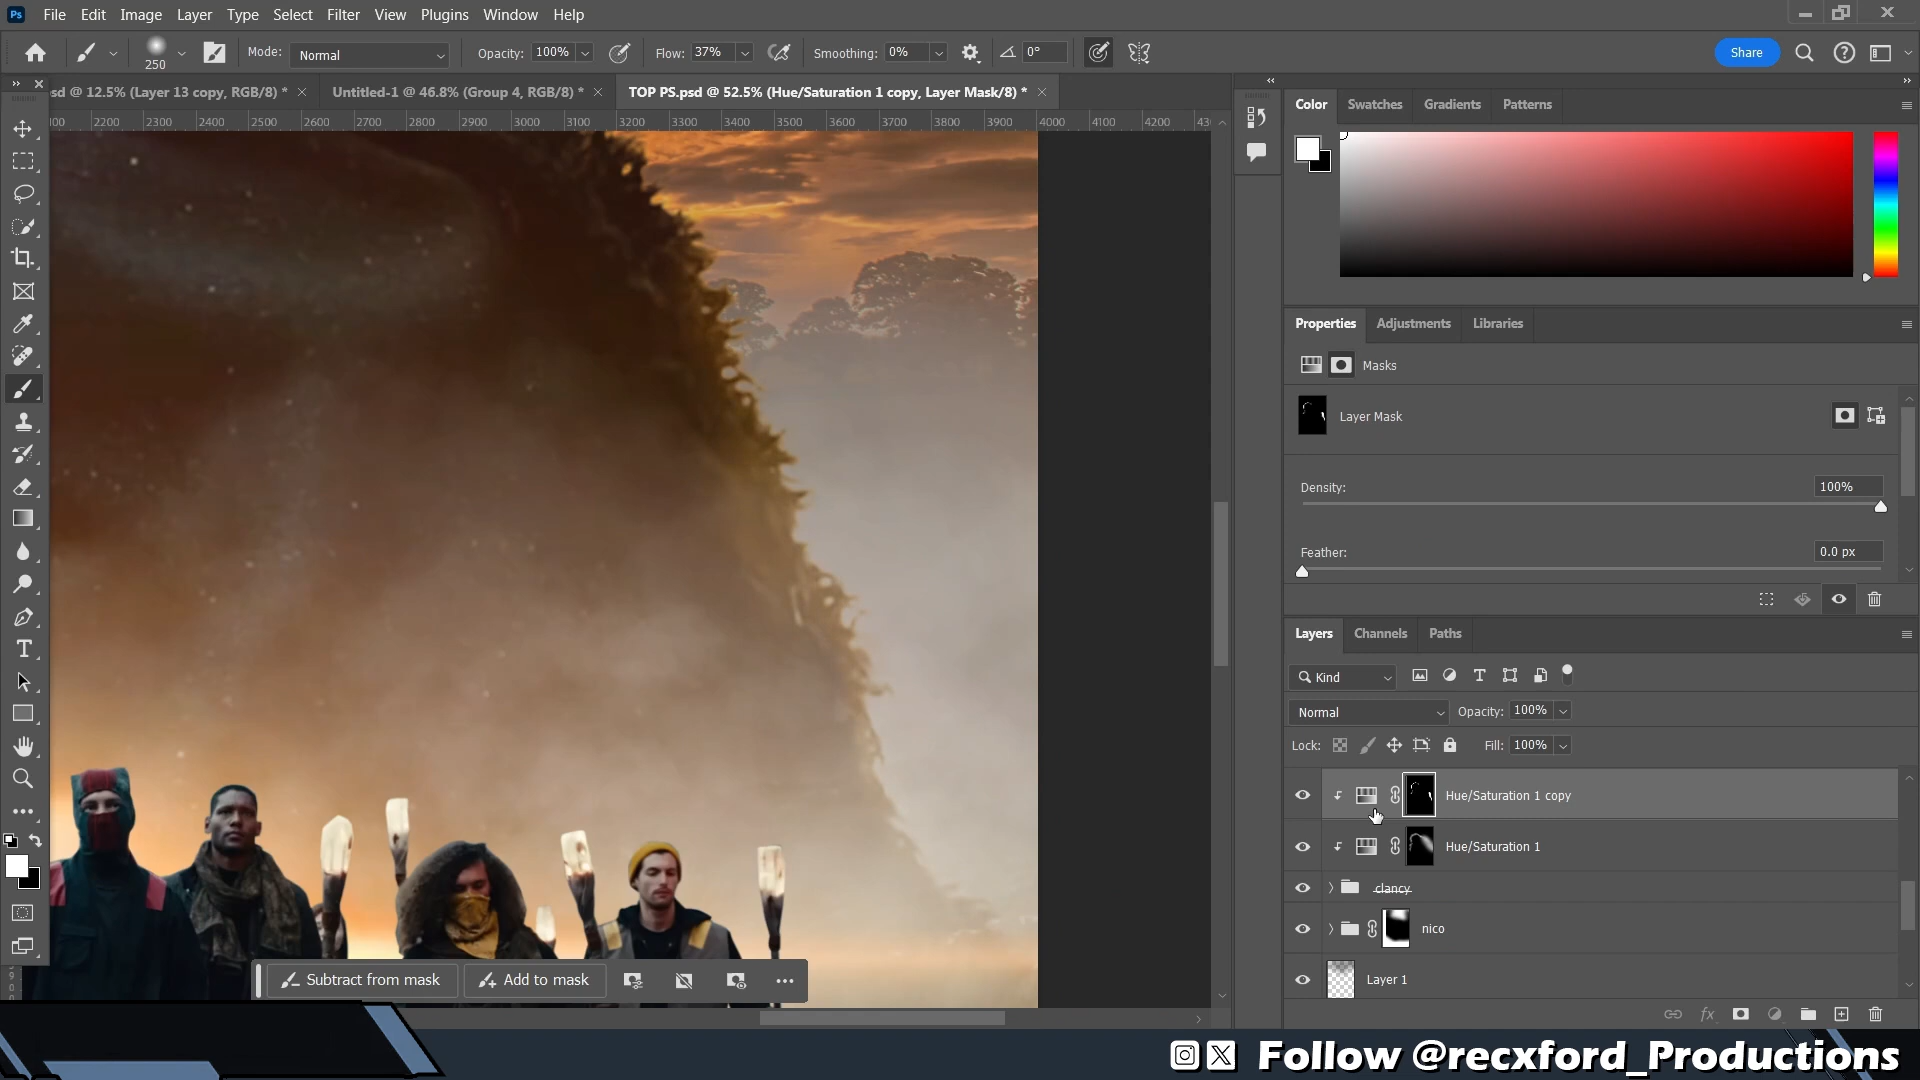 Ps File Edit Image Layer Type Select Filter View Plugins Window Help
250 Mode: Normal Opacity: 100% Flow: 37% Smoothing: 0% 0° Share
sd @ 12.5% (Layer 13 copy, RGB/8) * Untitled-1 @ 46.8% (Group 4, RGB/8) * TOP PS.psd @ 52.5% (Hue/Saturation 1 copy, Layer Mask/8) *
2200 2300 2400 2500 2600 2700 2800 2900 3000 3100 3200 3300 3400 3500 3600 3700 3800 3900 4000 4100 4200
Color Swatches Gradients Patterns
Properties Adjustments Libraries
Masks
Layer Mask
Density: 100%
Feather: 0.0 px
Layers Channels Paths
Kind
Normal Opacity: 100%
Lock: Fill: 100%
Hue/Saturation 1 copy
Hue/Saturation 1
clancy
nico
Layer 1
Subtract from mask Add to mask
Follow @recxford_Productions